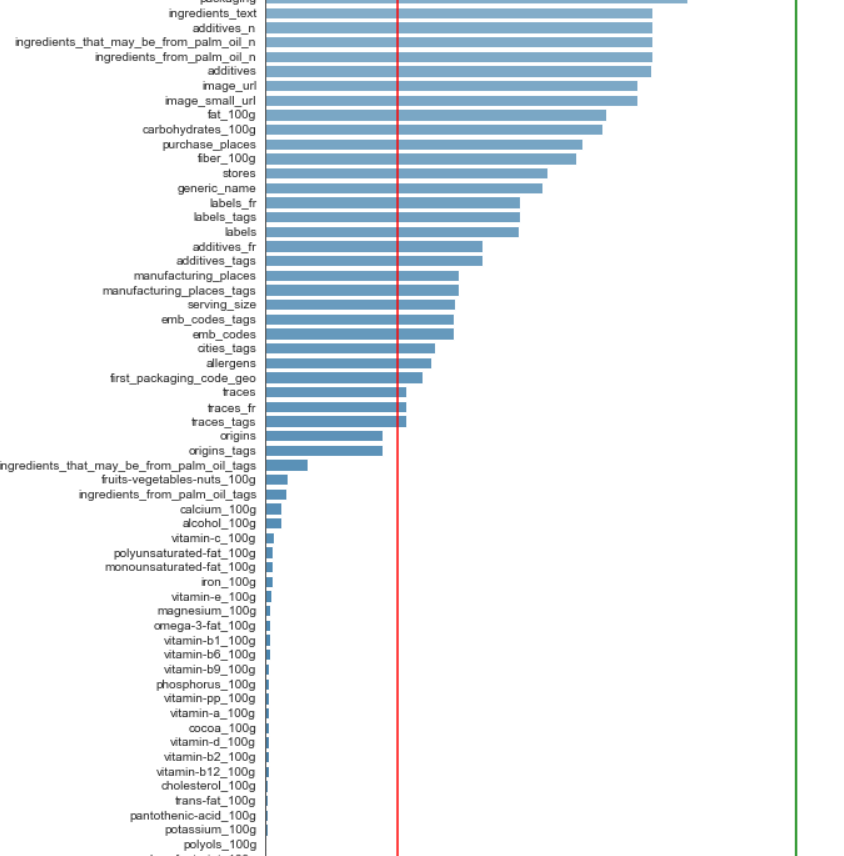 packaging
ingredients_text
additives_n
ingredients_that_may_be_from_palm_oil_n
ingredients_from_palm_oil_n
additives
image_url
image_small_url
fat_100g
carbohydrates_100g
purchase_places
fiber_100g
stores
generic_name
labels_fr
labels_tags
labels
additives_fr
additives_tags
manufacturing_places
manufacturing_places_tags
serving_size
emb_codes_tags
emb_codes
cities_tags
allergens
first_packaging_code_geo
traces
traces_fr
traces_tags
origins
origins_tags
ingredients_that_may_be_from_palm_oil_tags
fruits-vegetables-nuts_100g
ingredients_from_palm_oil_tags
calcium_100g
alcohol_100g
vitamin-c_100g
polyunsaturated-fat_100g
monounsaturated-fat_100g
iron_100g
vitamin-e_100g
magnesium_100g
omega-3-fat_100g
vitamin-b1_100g
vitamin-b6_100g
vitamin-b9_100g
phosphorus_100g
vitamin-pp_100g
vitamin-a_100g
cocoa_100g
vitamin-d_100g
vitamin-b2_100g
vitamin-b12_100g
cholesterol_100g
trans-fat_100g
pantothenic-acid_100g
potassium_100g
polyols_100g